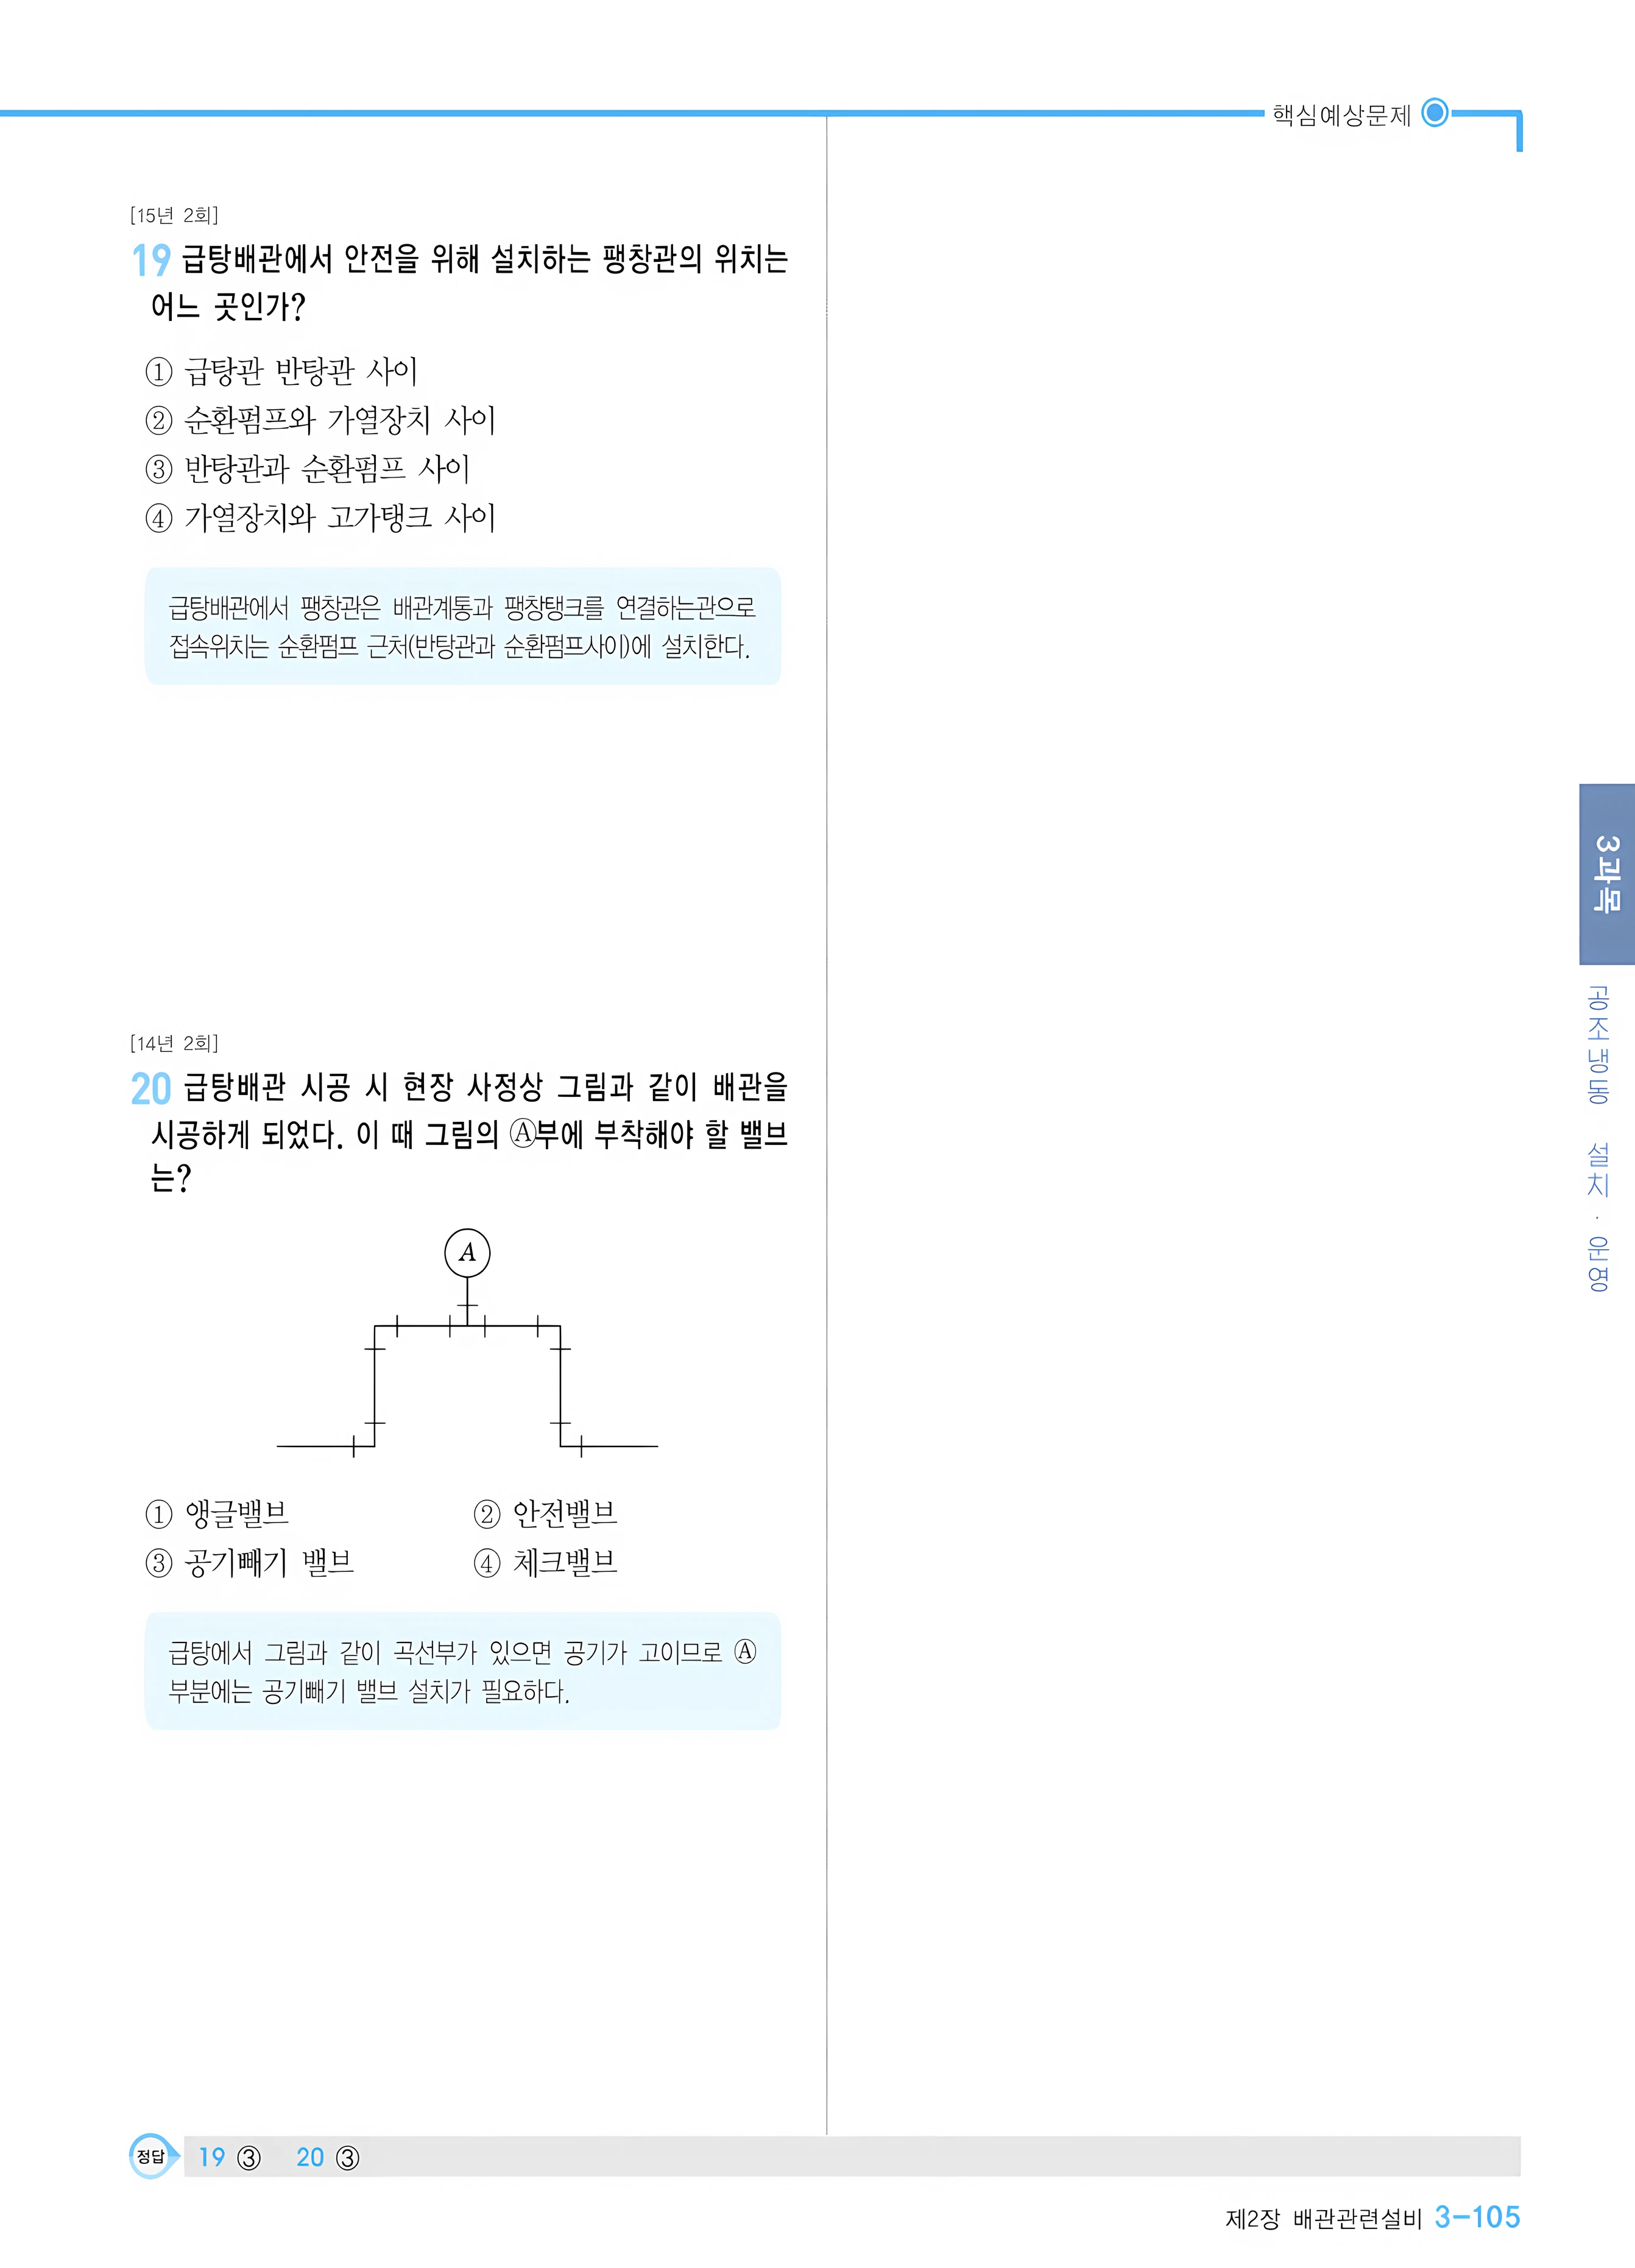 핵심예상문제
[15년 2회]
19 급탕배관에서 안전을 위해 설치하는 팽창관의 위치는
어느 곳인가?
① 급탕관 반탕관 사이
② 순환펌프와 가열장치 사이
③ 반탕관과 순환펌프 사이
④ 가열장치와 고가탱크 사이
급탕배관에서 팽창관은 배관계통과 팽창탱크를 연결하는관으로
접속위치는 순환펌프 근처(반탕관과 순환펌프사이)에 설치한다.
[14년 2회]
20 급탕배관 시공 시 현장 사정상 그림과 같이 배관을
시공하게 되었다. 이 때 그림의 Ⓐ부에 부착해야 할 밸브
는?
A
① 앵글밸브 ② 안전밸브
③ 공기빼기 밸브 ④ 체크밸브
급탕에서 그림과 같이 곡선부가 있으면 공기가 고이므로 Ⓐ
부분에는 공기빼기 밸브 설치가 필요하다.
3과목
공조냉동 설치·운영
정답 19 ③ 20 ③
제2장 배관관련설비 3-105